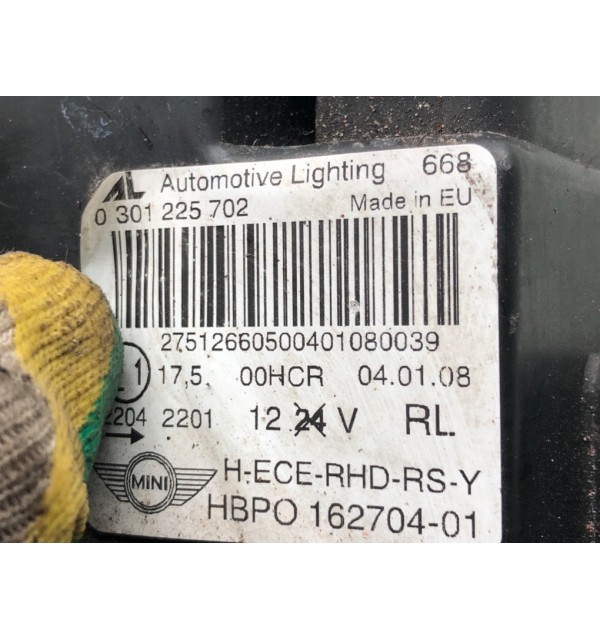 AL Automotive Lighting 668
0 301 225 702 Made in EU
27512660500401080039
1 17,5 00HCR 04.01.08
2204 2201 12 24 V RL
MINI H-ECE-RHD-RS-Y
HBPO 162704-01